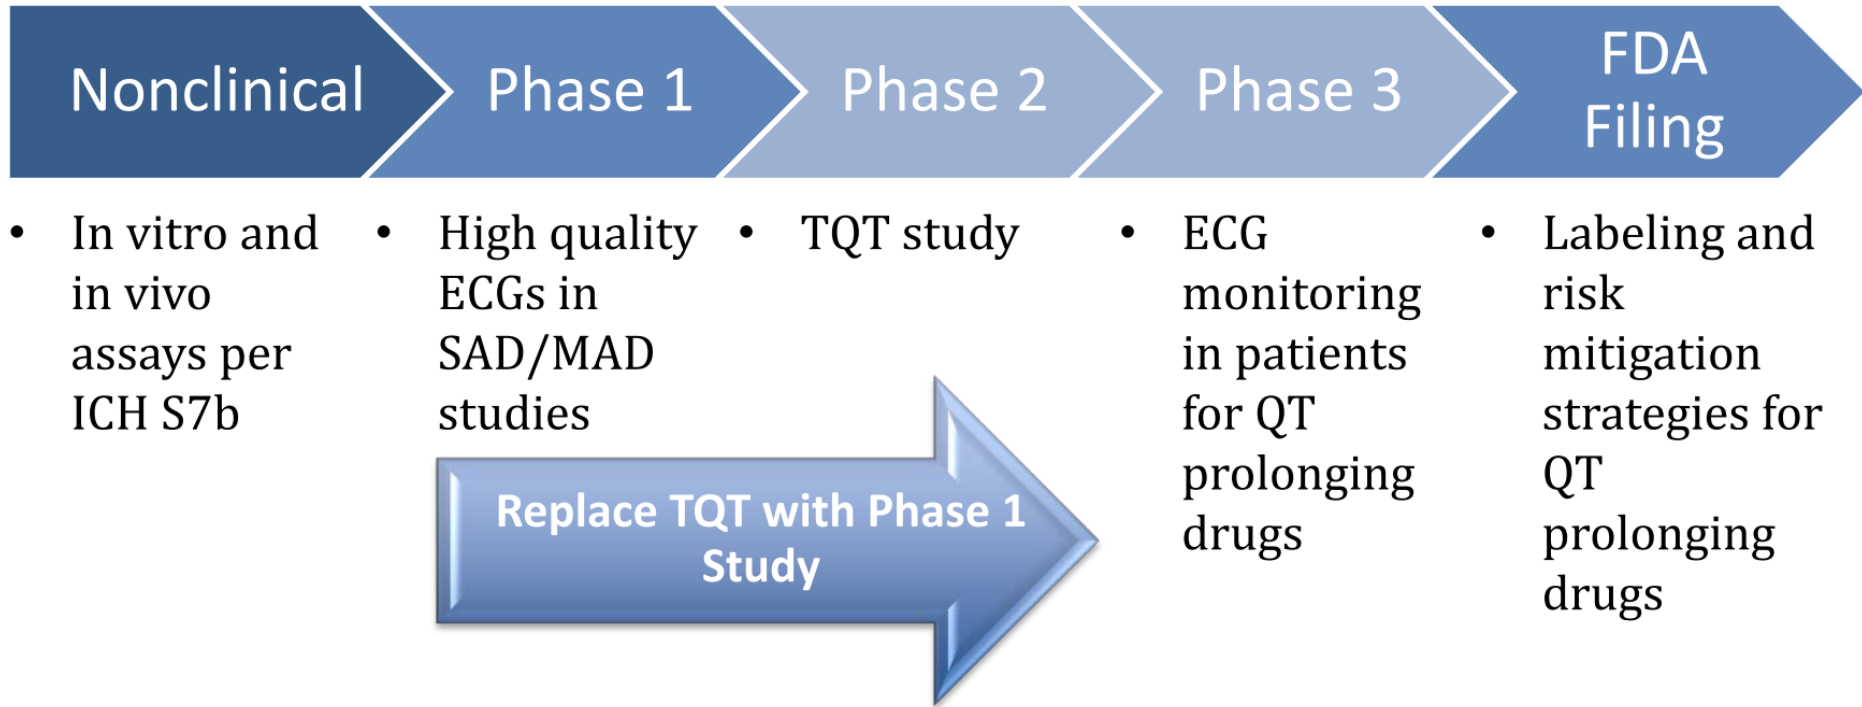 Nonclinical
Phase 1
Phase 2
Phase 3
FDA
Filing
• In vitro and
in vivo
assays per
ICH S7b
• High quality
ECGs in
SAD/MAD
studies
• TQT study
• ECG
monitoring
in patients
for QT
prolonging
drugs
• Labeling and
risk
mitigation
strategies for
QT
prolonging
drugs
Replace TQT with Phase 1
Study